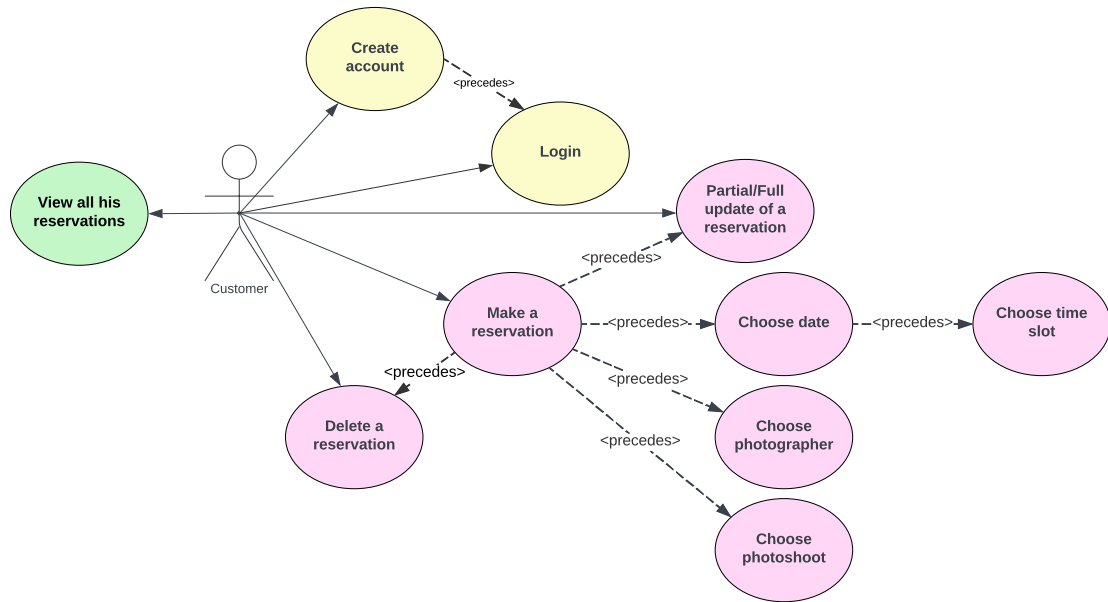 Create
account
<precedes>
Login
View all his
reservations
Customer
Partial/Full
update of a
reservation
<precedes>
Make a
reservation
<precedes>
Choose date
<precedes>
Choose time
slot
<precedes>
Delete a
reservation
<precedes>
Choose
photographer
<precedes>
Choose
photoshoot